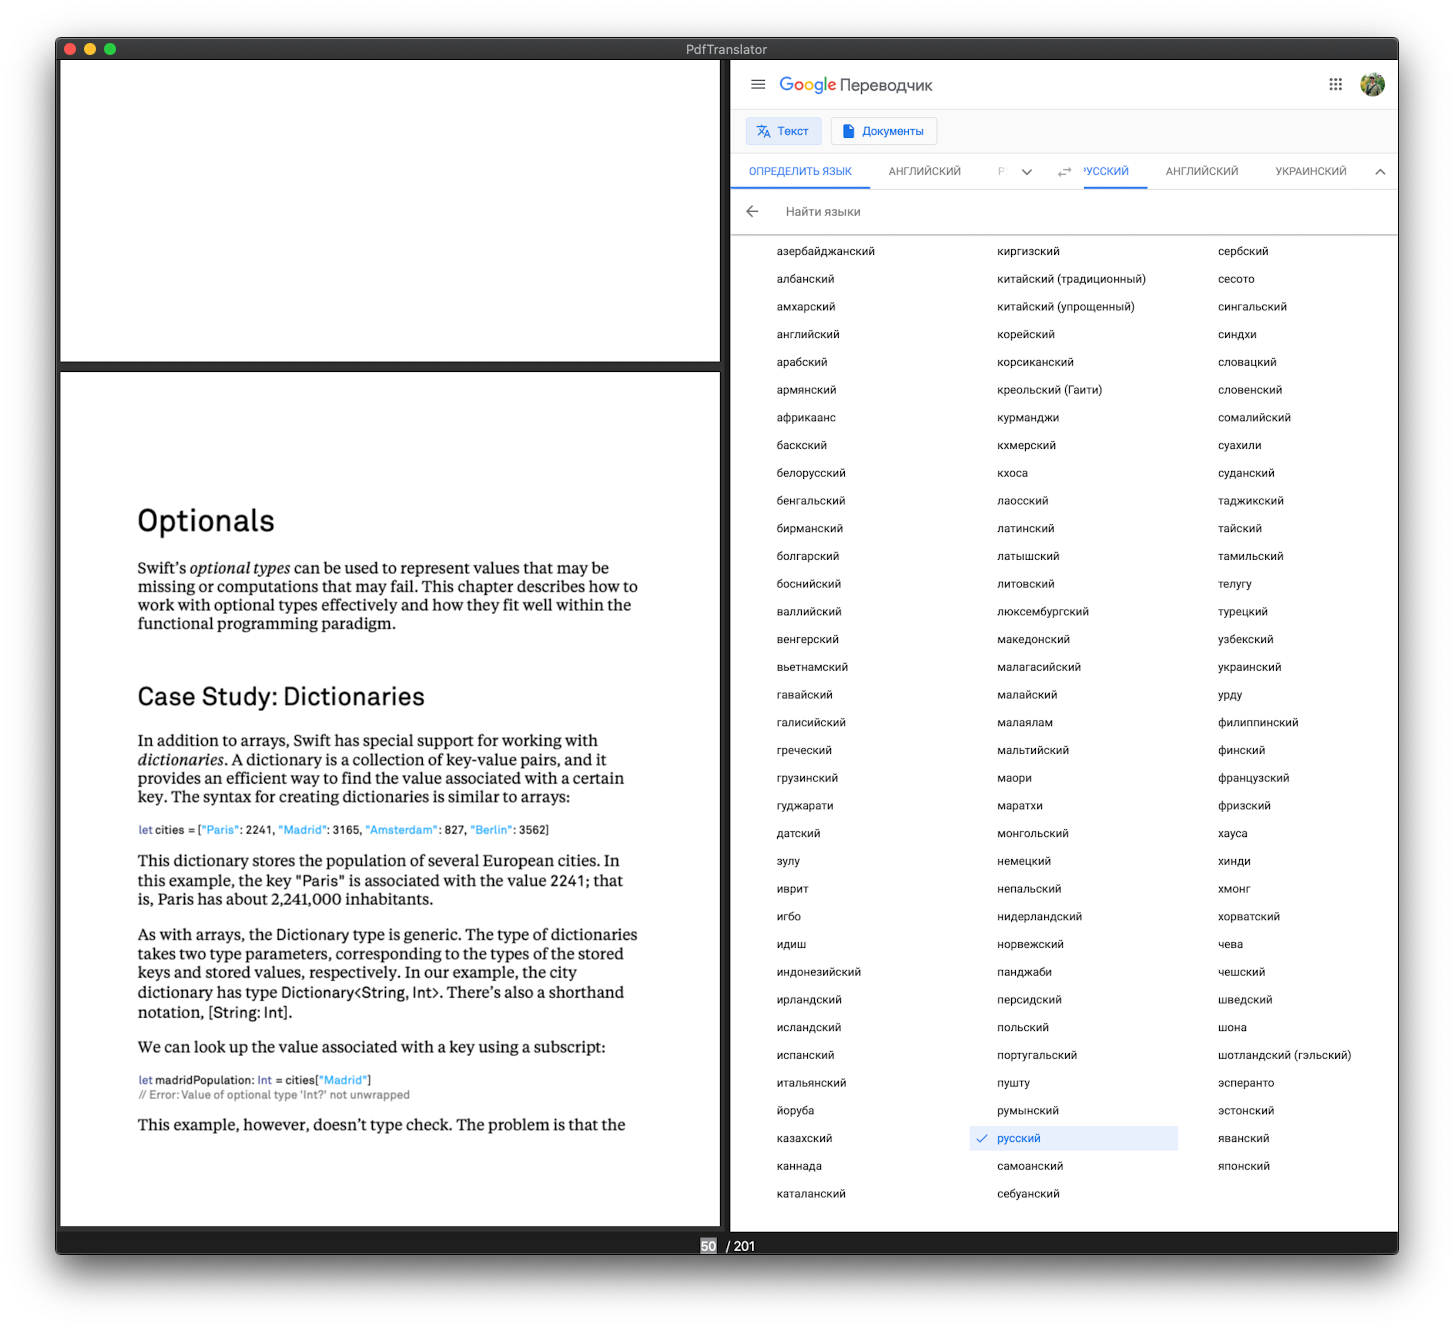 PdfTranslator
Optionals
Swift’s optional types can be used to represent values that may be
missing or computations that may fail. This chapter describes how to
work with optional types effectively and how they fit well within the
functional programming paradigm.
Case Study: Dictionaries
In addition to arrays, Swift has special support for working with
dictionaries. A dictionary is a collection of key-value pairs, and it
provides an efficient way to find the value associated with a certain
key. The syntax for creating dictionaries is similar to arrays:
let cities = ["Paris": 2241, "Madrid": 3165, "Amsterdam": 827, "Berlin": 3562]
This dictionary stores the population of several European cities. In
this example, the key "Paris" is associated with the value 2241; that
is, Paris has about 2,241,000 inhabitants.
As with arrays, the Dictionary type is generic. The type of dictionaries
takes two type parameters, corresponding to the types of the stored
keys and stored values, respectively. In our example, the city
dictionary has type Dictionary<String, Int>. There’s also a shorthand
notation, [String: Int].
We can look up the value associated with a key using a subscript:
let madridPopulation: Int = cities["Madrid"]
// Error: Value of optional type 'Int?' not unwrapped
This example, however, doesn’t type check. The problem is that the
Google Переводчик
Текст
Документы
ОПРЕДЕЛИТЬ ЯЗЫК
АНГЛИЙСКИЙ
Р
РУССКИЙ
АНГЛИЙСКИЙ
УКРАИНСКИЙ
Найти языки
азербайджанский
албанский
амхарский
английский
арабский
армянский
африкаанс
баскский
белорусский
бенгальский
бирманский
болгарский
боснийский
валлийский
венгерский
вьетнамский
гавайский
галисийский
греческий
грузинский
гуджарати
датский
зулу
иврит
игбо
идиш
индонезийский
ирландский
исландский
испанский
итальянский
йоруба
казахский
каннада
каталанский
киргизский
китайский (традиционный)
китайский (упрощенный)
корейский
корсиканский
креольский (Гаити)
курманджи
кхмерский
кхоса
лаосский
латинский
латышский
литовский
люксембургский
македонский
малагасийский
малайский
малаялам
мальтийский
маори
маратхи
монгольский
немецкий
непальский
нидерландский
норвежский
панджаби
персидский
польский
португальский
пушту
румынский
русский
самоанский
себуанский
сербский
сесото
сингальский
синдхи
словацкий
словенский
сомалийский
суахили
суданский
таджикский
тайский
тамильский
телугу
турецкий
узбекский
украинский
урду
филиппинский
финский
французский
фризский
хауса
хинди
хмонг
хорватский
чева
чешский
шведский
шона
шотландский (гэльский)
эсперанто
эстонский
яванский
японский
50 / 201